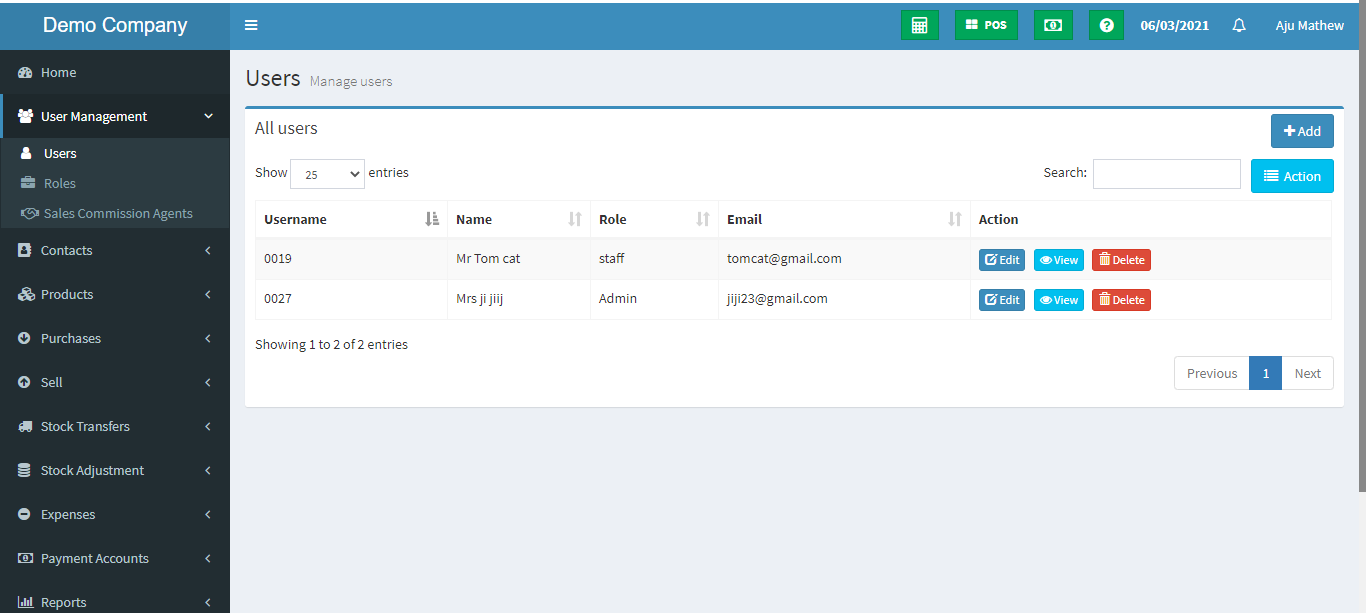 Demo Company
POS
06/03/2021
Aju Mathew
Home
User Management
Users
Roles
Sales Commission Agents
Contacts
Products
Purchases
Sell
Stock Transfers
Stock Adjustment
Expenses
Payment Accounts
Reports
Users Manage users
All users
Add
Show 25 entries
Search:
Action
Username Name Role Email Action
0019 Mr Tom cat staff tomcat@gmail.com Edit View Delete
0027 Mrs ji jiij Admin jiji23@gmail.com Edit View Delete
Showing 1 to 2 of 2 entries
Previous 1 Next